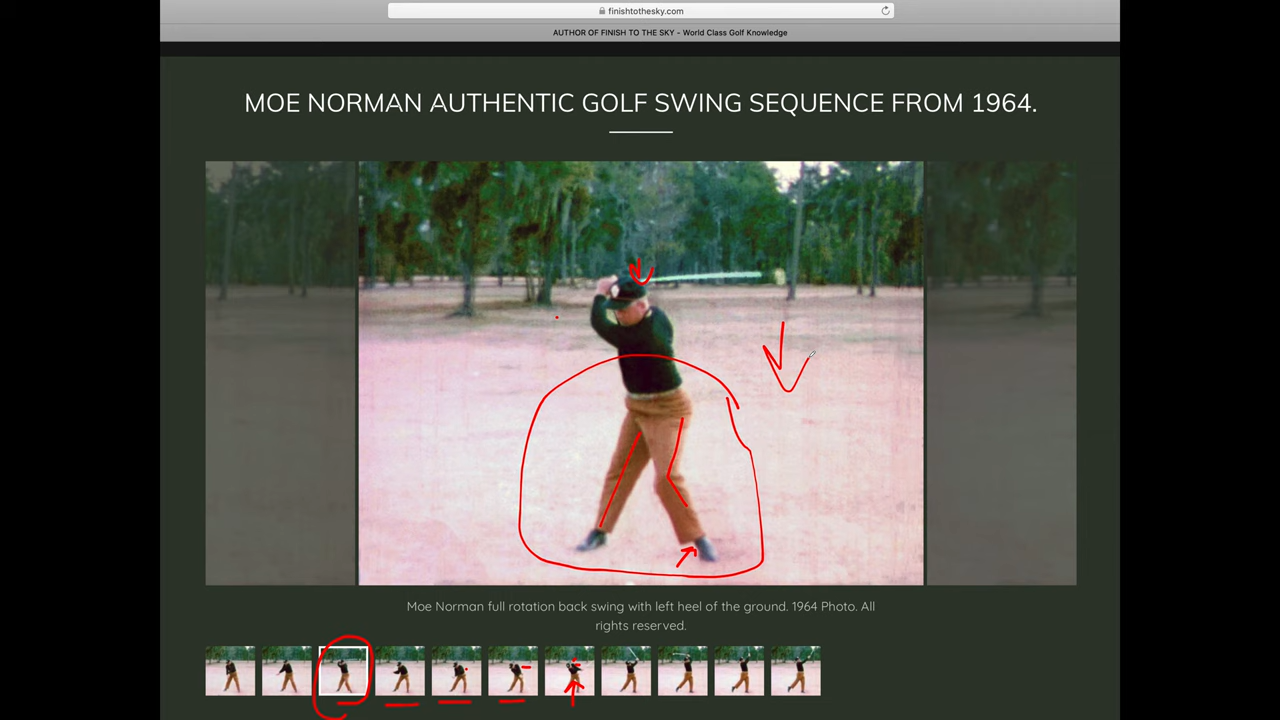 finishtothesky.com
AUTHOR OF FINISH TO THE SKY - World Class Golf Knowledge
MOE NORMAN AUTHENTIC GOLF SWING SEQUENCE FROM 1964.
Moe Norman full rotation back swing with left heel of the ground. 1964 Photo. All
rights reserved.